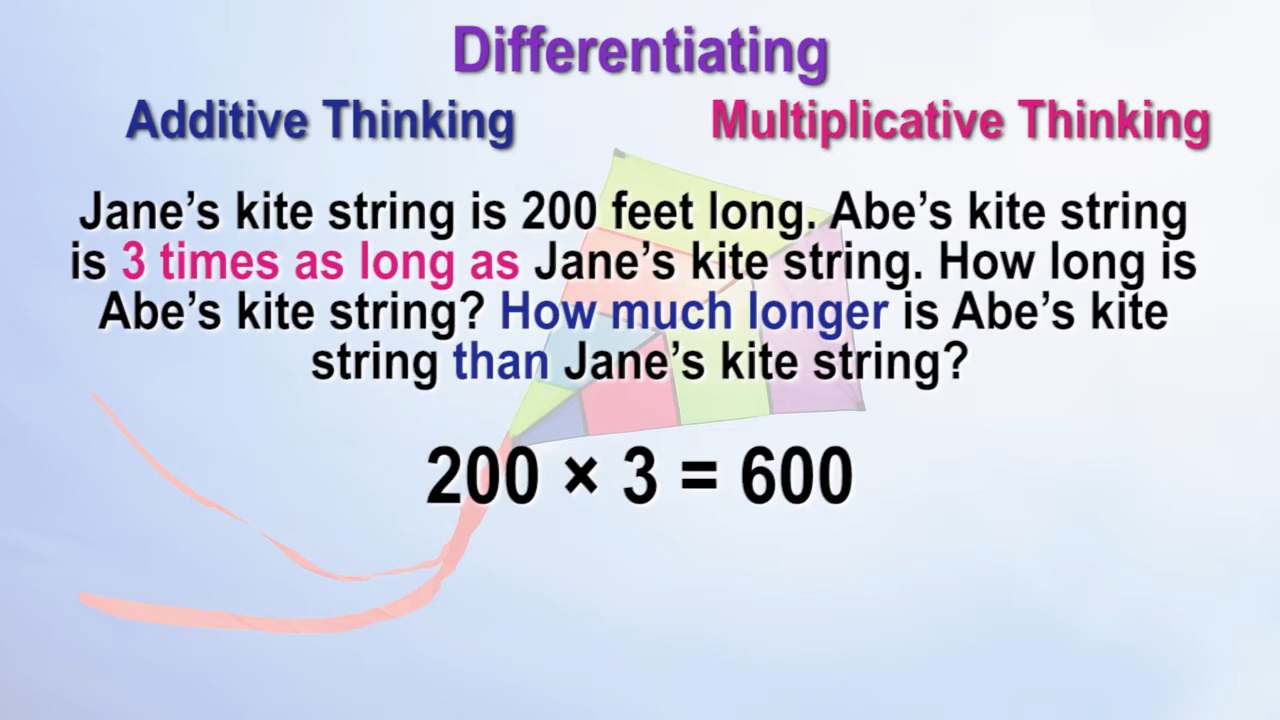 Differentiating
Additive Thinking Multiplicative Thinking
Jane’s kite string is 200 feet long. Abe’s kite string
is 3 times as long as Jane’s kite string. How long is
Abe’s kite string? How much longer is Abe’s kite
string than Jane’s kite string?
200 × 3 = 600